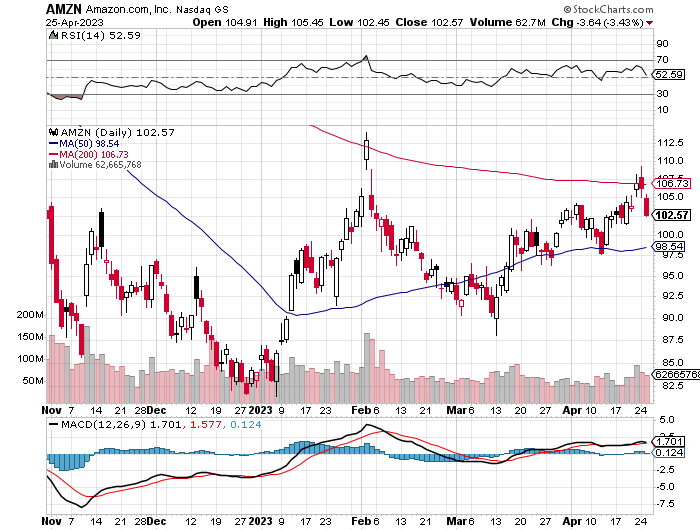 AMZN Amazon.com, Inc. Nasdaq GS © StockCharts.com
25-Apr-2023 Open 104.91 High 105.45 Low 102.45 Close 102.57 Volume 62.7M Chg -3.64 (-3.43%)
RSI(14) 52.59
90
70
52.59
30
10
AMZN (Daily) 102.57
MA(50) 98.54
MA(200) 106.73
Volume 62,665,768
112.5
110.0
107.5
106.73
105.0
102.57
100.0
98.54
97.5
95.0
92.5
90.0
87.5
85.0
62665768
82.5
200M
150M
100M
50M
Nov 7 14 21 28 Dec 12 19 27 2023 9 17 23 Feb 6 13 21 Mar 6 13 20 27 Apr 10 17 24
MACD(12,26,9) 1.701, 1.577, 0.124
5.0
2.5
1.701
0.124
-2.5
-5.0
-7.5
Nov 7 14 21 28 Dec 12 19 27 2023 9 17 23 Feb 6 13 21 Mar 6 13 20 27 Apr 10 17 24